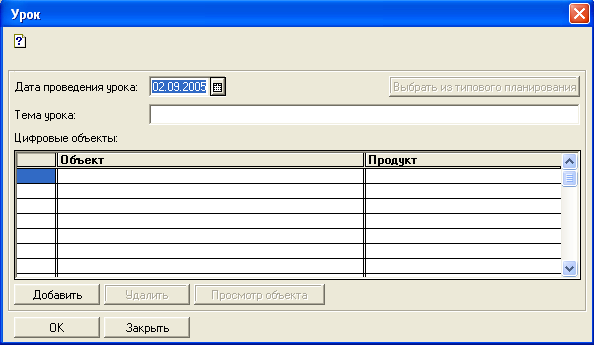 Урок
?
Дата проведения урока: 02.09.2005 Выбрать из типового планирования
Тема урока:
Цифровые объекты:
Объект Продукт
Добавить Удалить Просмотр объекта
OK Закрыть